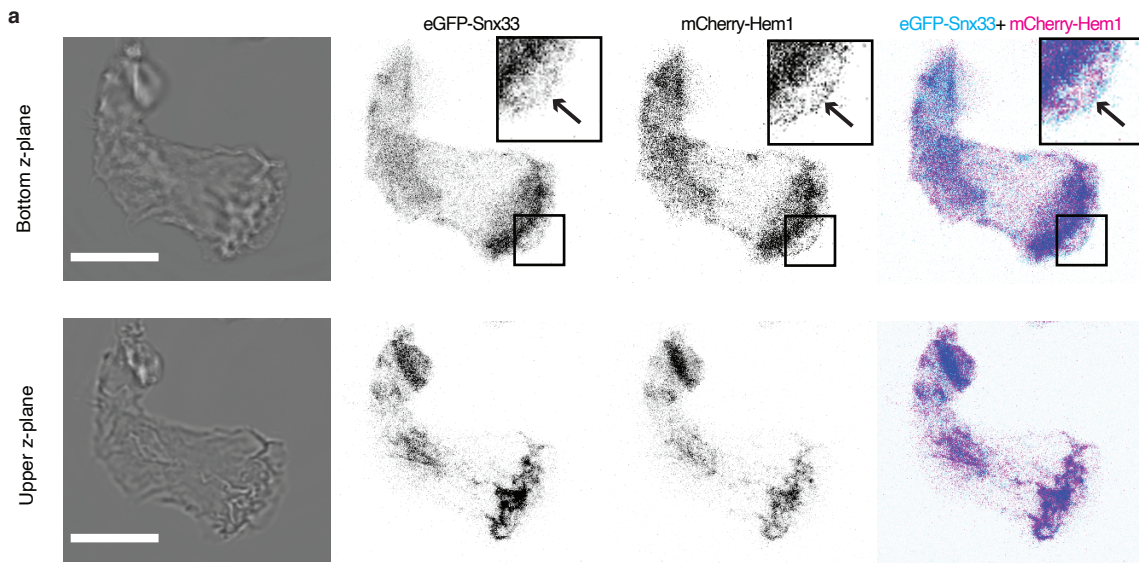 a
eGFP-Snx33
mCherry-Hem1
eGFP-Snx33+ mCherry-Hem1
Bottom z-plane
Upper z-plane